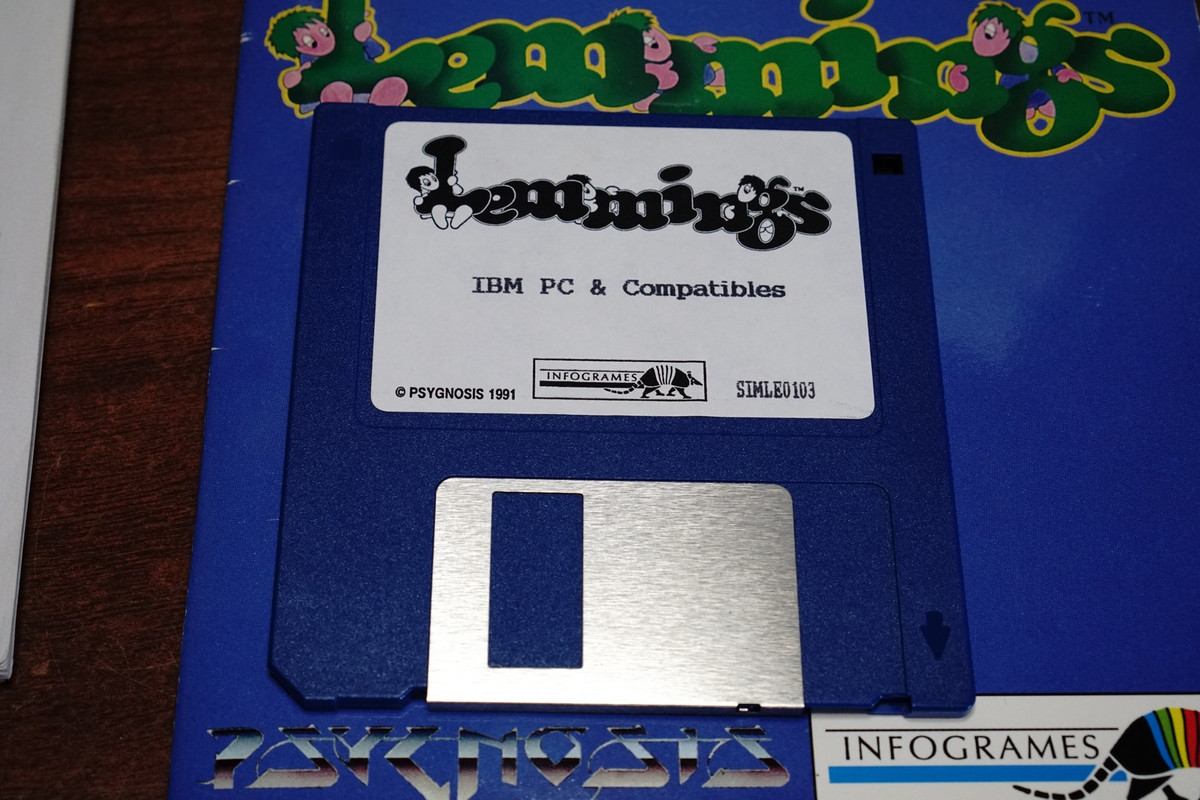 Lemmings™
Lemmings™
IBM PC & Compatibles
INFOGRAMES
© PSYGNOSIS 1991
SIMLE0103
PSYGNOSIS
INFOGRAMES